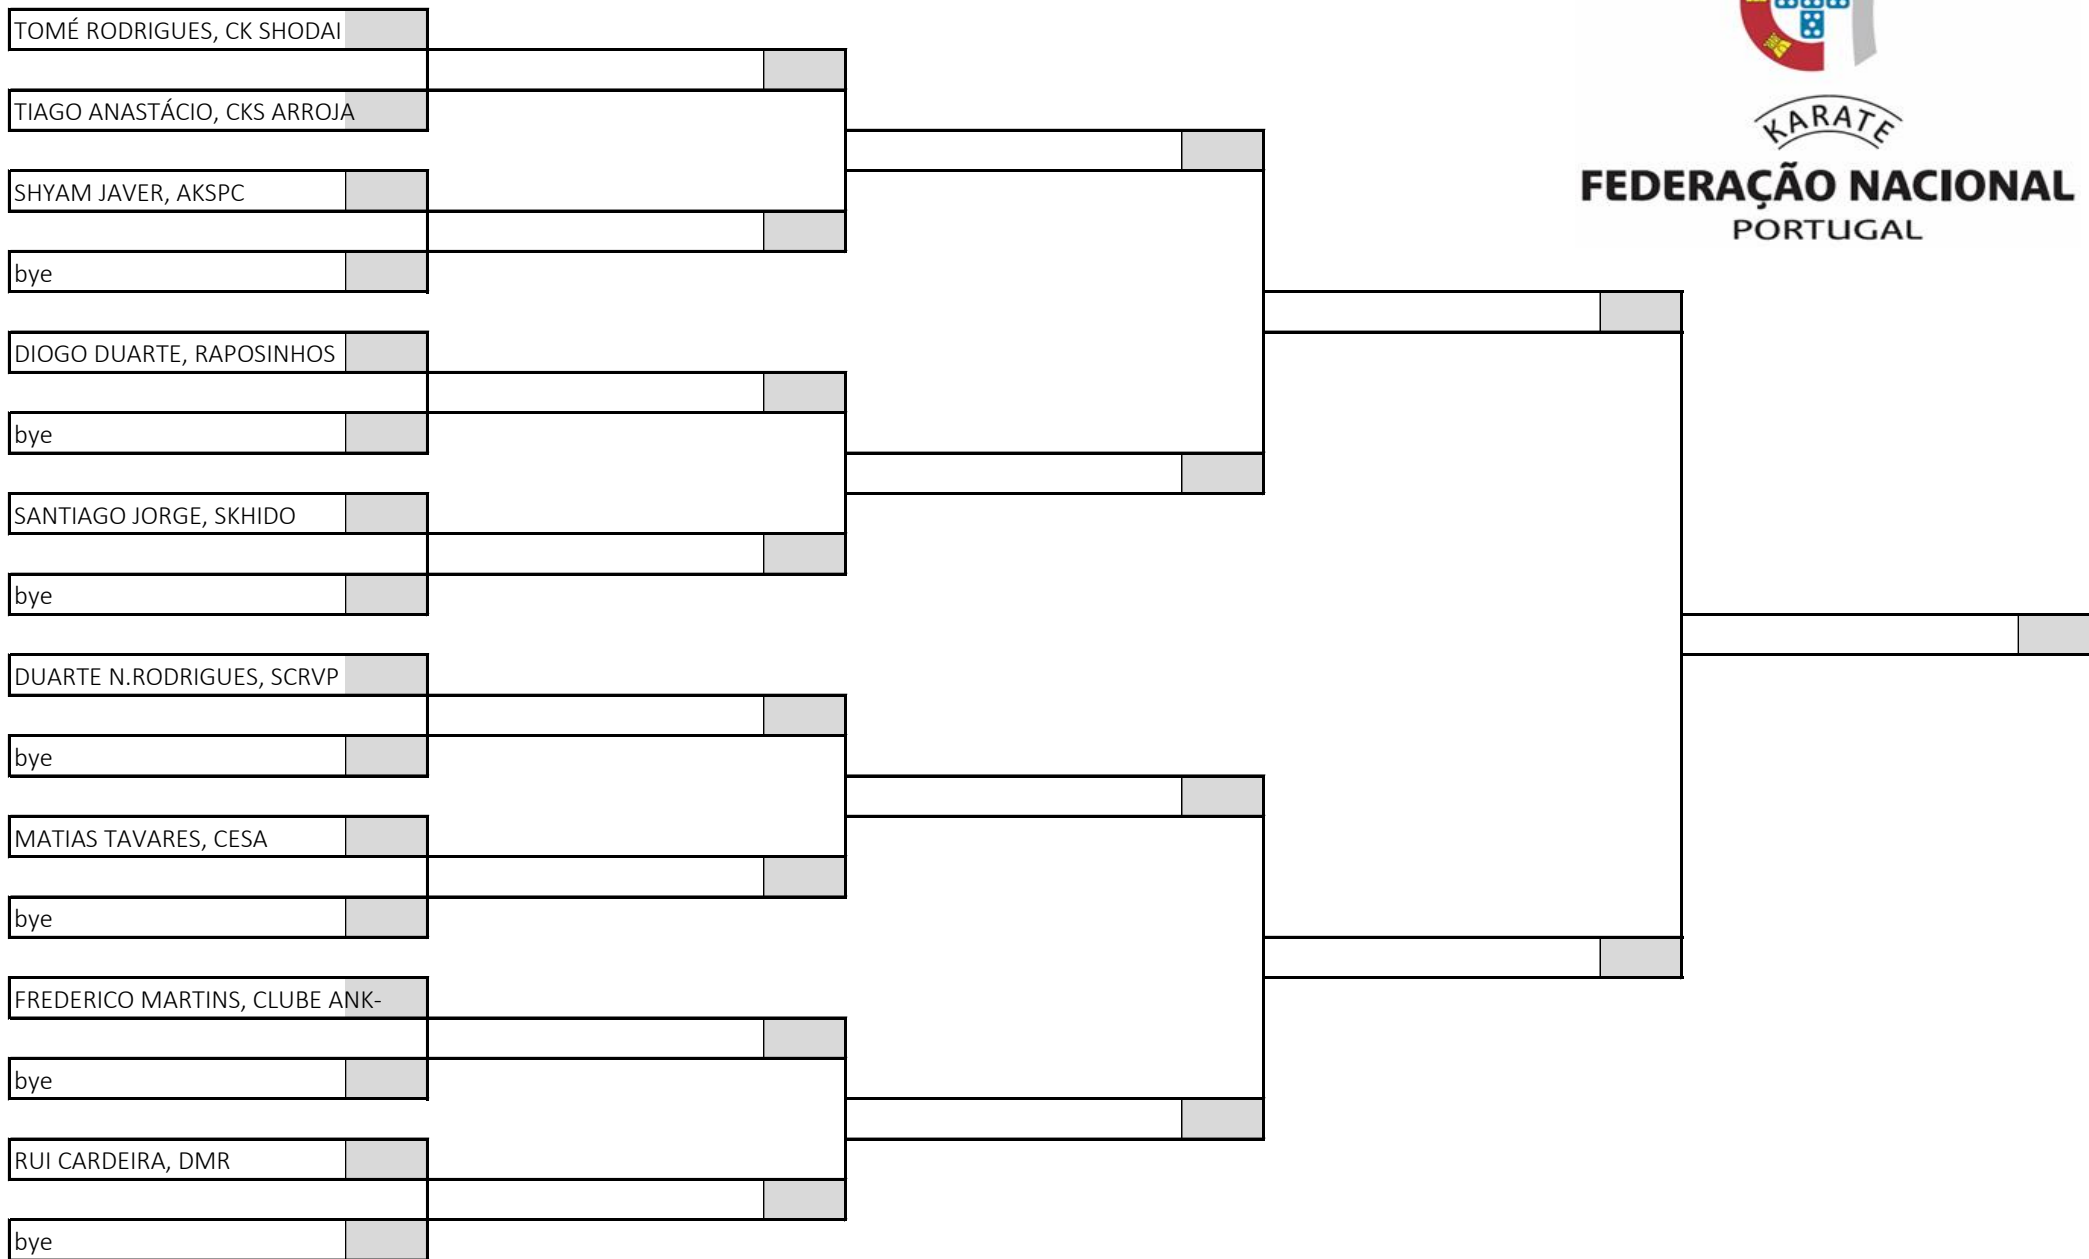 TOMÉ RODRIGUES, CK SHODAI
TIAGO ANASTÁCIO, CKS ARROJA
SHYAM JAVER, AKSPC
bye
DIOGO DUARTE, RAPOSINHOS
bye
SANTIAGO JORGE, SKHIDO
bye
DUARTE N.RODRIGUES, SCRVP
bye
MATIAS TAVARES, CESA
bye
FREDERICO MARTINS, CLUBE ANK-
bye
RUI CARDEIRA, DMR
bye
KARATE
FEDERAÇÃO NACIONAL
PORTUGAL